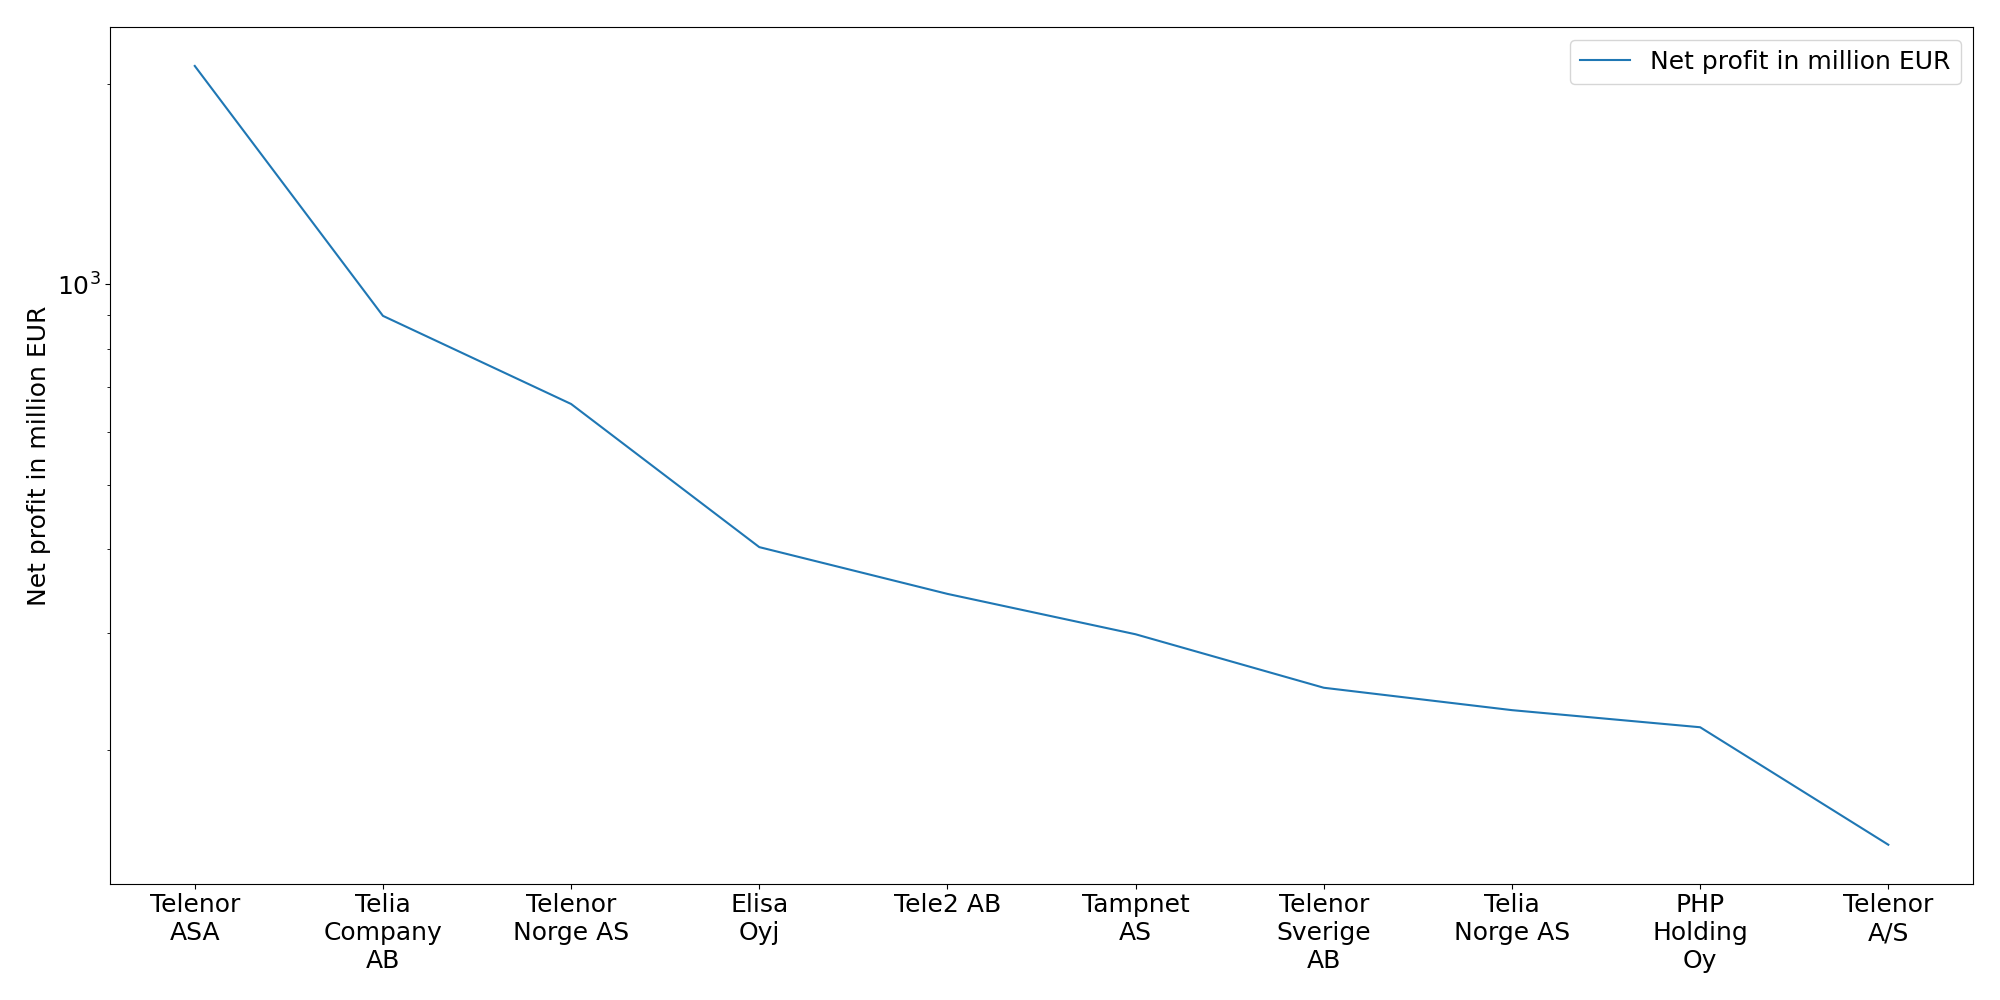 Net profit in million EUR
10³
Net profit in million EUR
Telenor
ASA
Telia
Company
AB
Telenor
Norge AS
Elisa
Oyj
Tele2 AB
Tampnet
AS
Telenor
Sverige
AB
Telia
Norge AS
PHP
Holding
Oy
Telenor
A/S